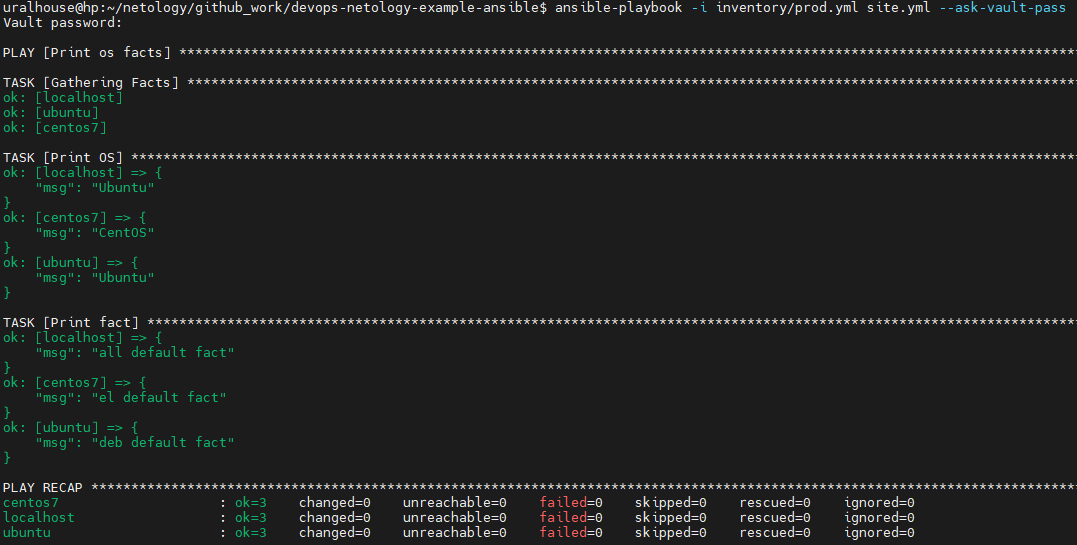 uralhouse@hp:~/netology/github_work/devops-netology-example-ansible$ ansible-playbook -i inventory/prod.yml site.yml --ask-vault-pass
Vault password:
PLAY [Print os facts] ****************************************************************************************************************
TASK [Gathering Facts] ***************************************************************************************************************
ok: [localhost]
ok: [ubuntu]
ok: [centos7]
TASK [Print OS] **********************************************************************************************************************
ok: [localhost] => {
    "msg": "Ubuntu"
}
ok: [centos7] => {
    "msg": "CentOS"
}
ok: [ubuntu] => {
    "msg": "Ubuntu"
}
TASK [Print fact] ********************************************************************************************************************
ok: [localhost] => {
    "msg": "all default fact"
}
ok: [centos7] => {
    "msg": "el default fact"
}
ok: [ubuntu] => {
    "msg": "deb default fact"
}
PLAY RECAP ***************************************************************************************************************************
centos7                    : ok=3    changed=0    unreachable=0    failed=0    skipped=0    rescued=0    ignored=0
localhost                  : ok=3    changed=0    unreachable=0    failed=0    skipped=0    rescued=0    ignored=0
ubuntu                     : ok=3    changed=0    unreachable=0    failed=0    skipped=0    rescued=0    ignored=0